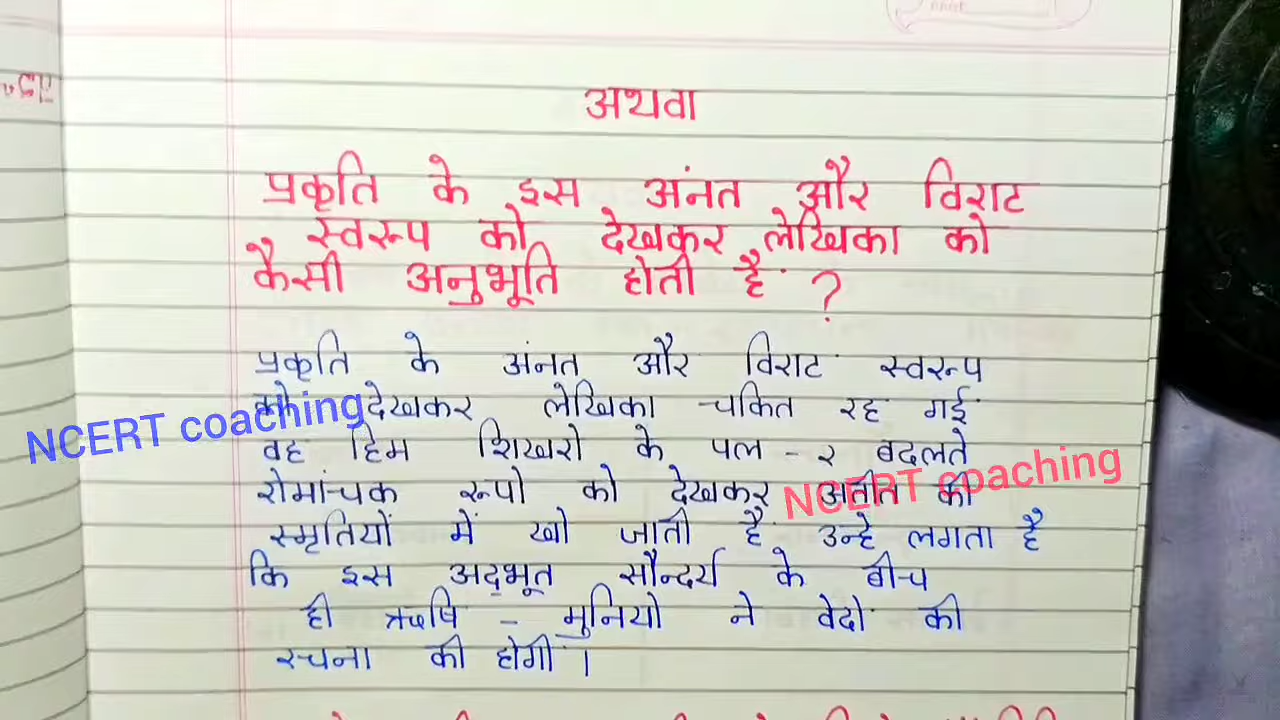 अथवा
प्रकृति के इस अंनत और विराट
स्वरूप को देखकर लेखिका को
कैसी अनुभूति होती है ?
प्रकृति के अंनत और विराट स्वरूप
को देखकर लेखिका चकित रह गई
NCERT coaching
वह हिम शिखरो के पल - २ बदलते
रोमांचक रूपो को देखकर अतीत की
NCERT coaching
स्मृतियों में खो जाती है उन्हे लगता है
कि इस अद्भूत सौन्दर्य के बीच
ही ऋषि - मुनियो ने वेदो की
रचना की होगी ।